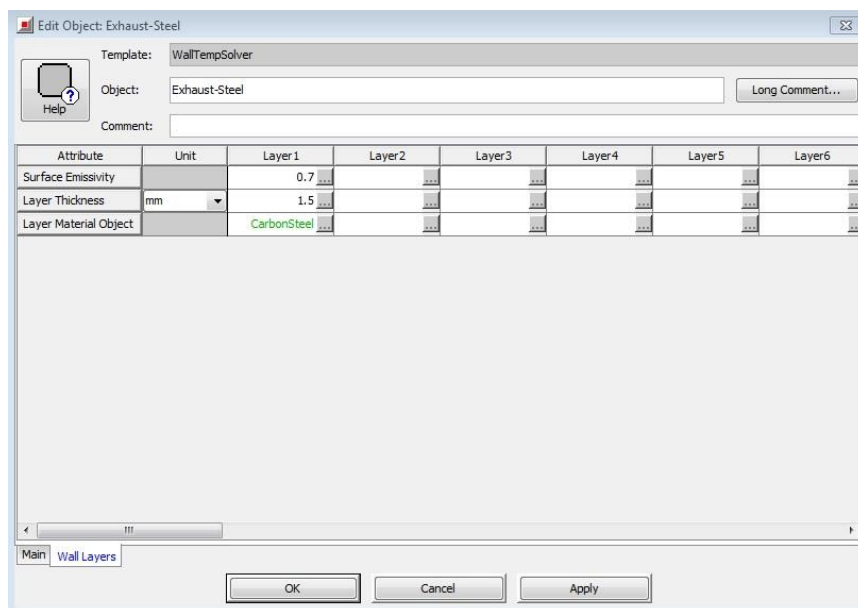 Edit Object: Exhaust-Steel
Template: WallTempSolver
Help
Object: Exhaust-Steel Long Comment...
Comment:
Attribute Unit Layer1 Layer2 Layer3 Layer4 Layer5 Layer6
Surface Emissivity 0.7 ... ... ... ... ...
Layer Thickness mm 1.5 ... ... ... ... ...
Layer Material Object CarbonSteel ... ... ... ... ...
Main Wall Layers
OK Cancel Apply